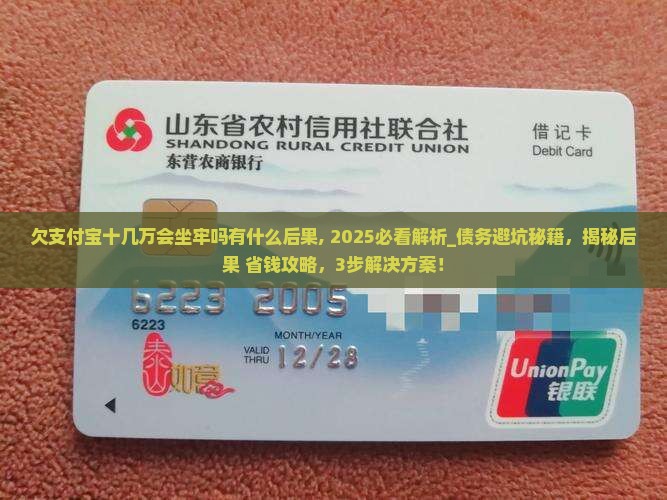 山东省农村信用社联合社
SHANDONG RURAL CREDIT UNION
东营农商银行
借记卡
Debit Card
欠支付宝十几万会坐牢吗有什么后果, 2025必看解析_债务避坑秘籍，揭秘后
果 省钱攻略，3步解决方案！
6223 2005
6223
MONTH/YEAR
VALID
THRU
12/28
泰山如意
UnionPay
银联